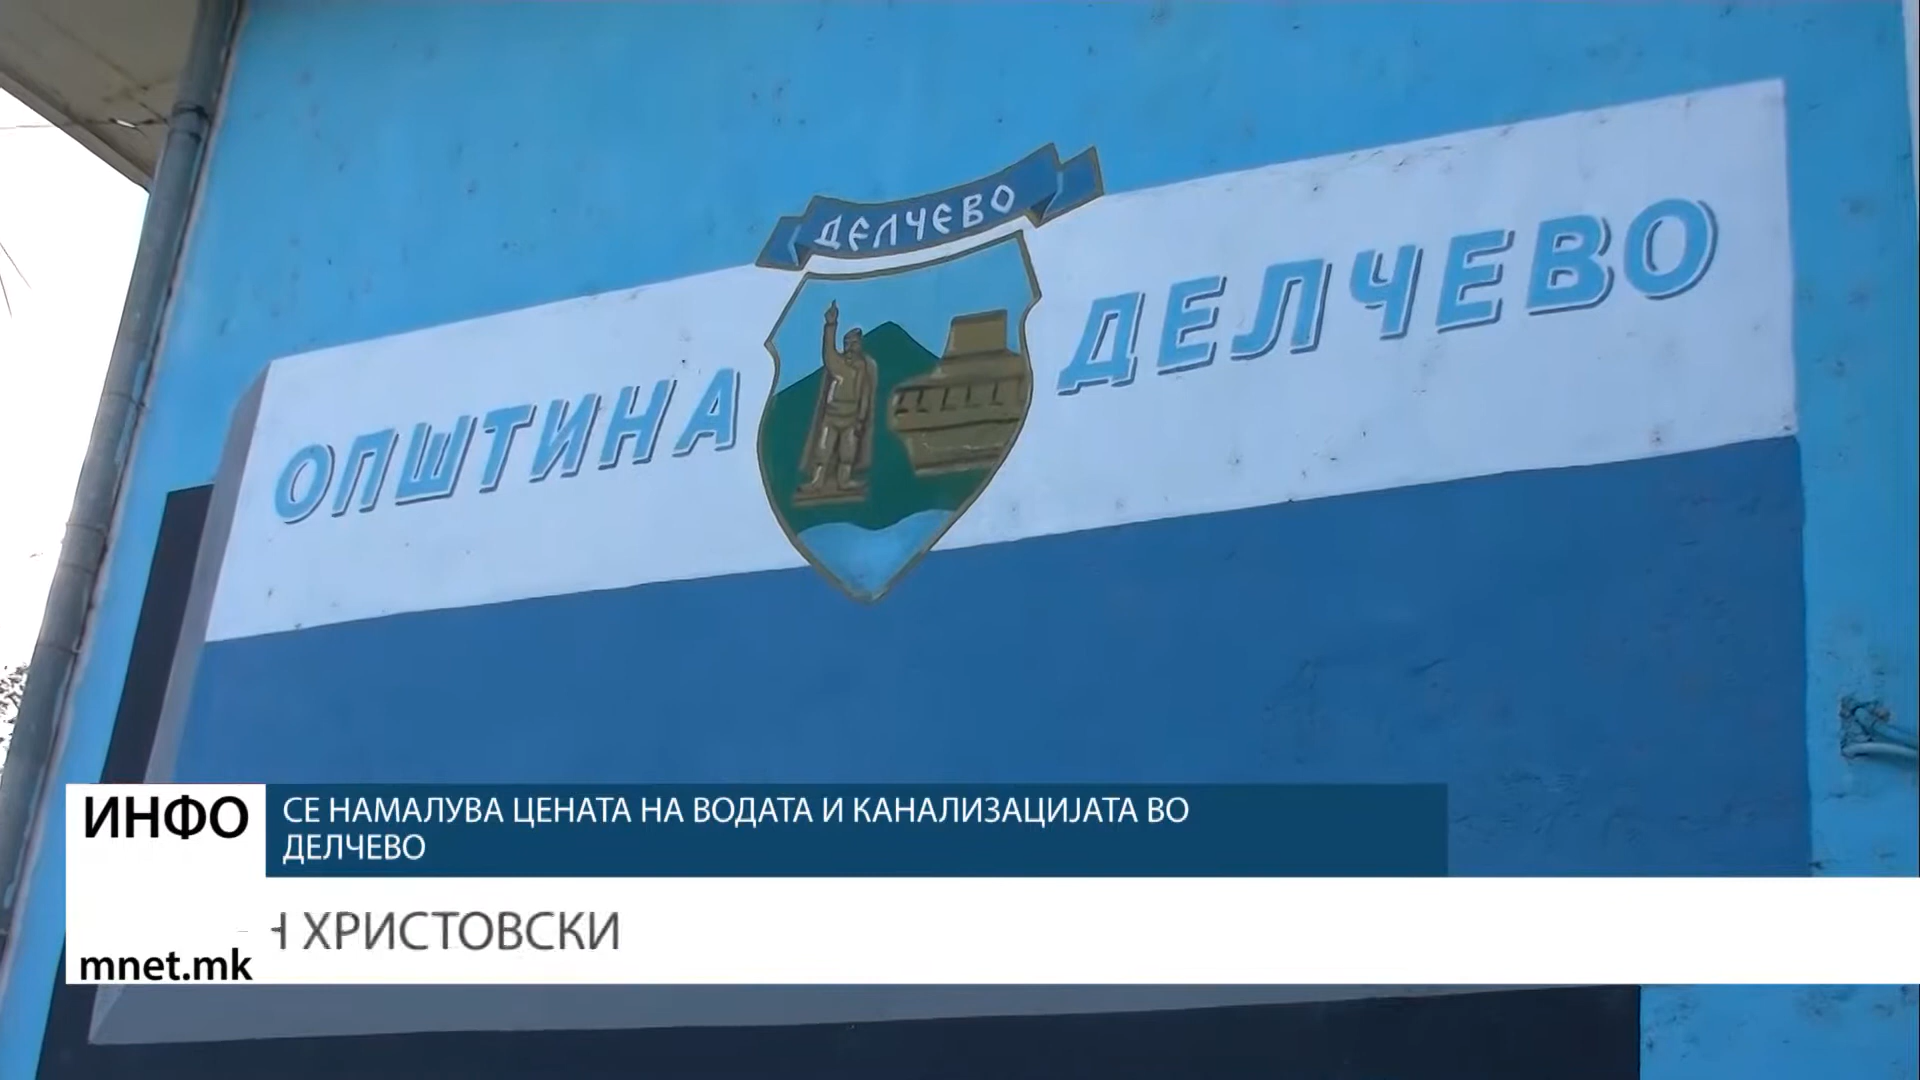 ДЕЛЧЕВО
ОПШТИНА ДЕЛЧЕВО
ИНФО
СЕ НАМАЛУВА ЦЕНАТА НА ВОДАТА И КАНАЛИЗАЦИЈАТА ВО
ДЕЛЧЕВО
ХРИСТОВСКИ
mnet.mk